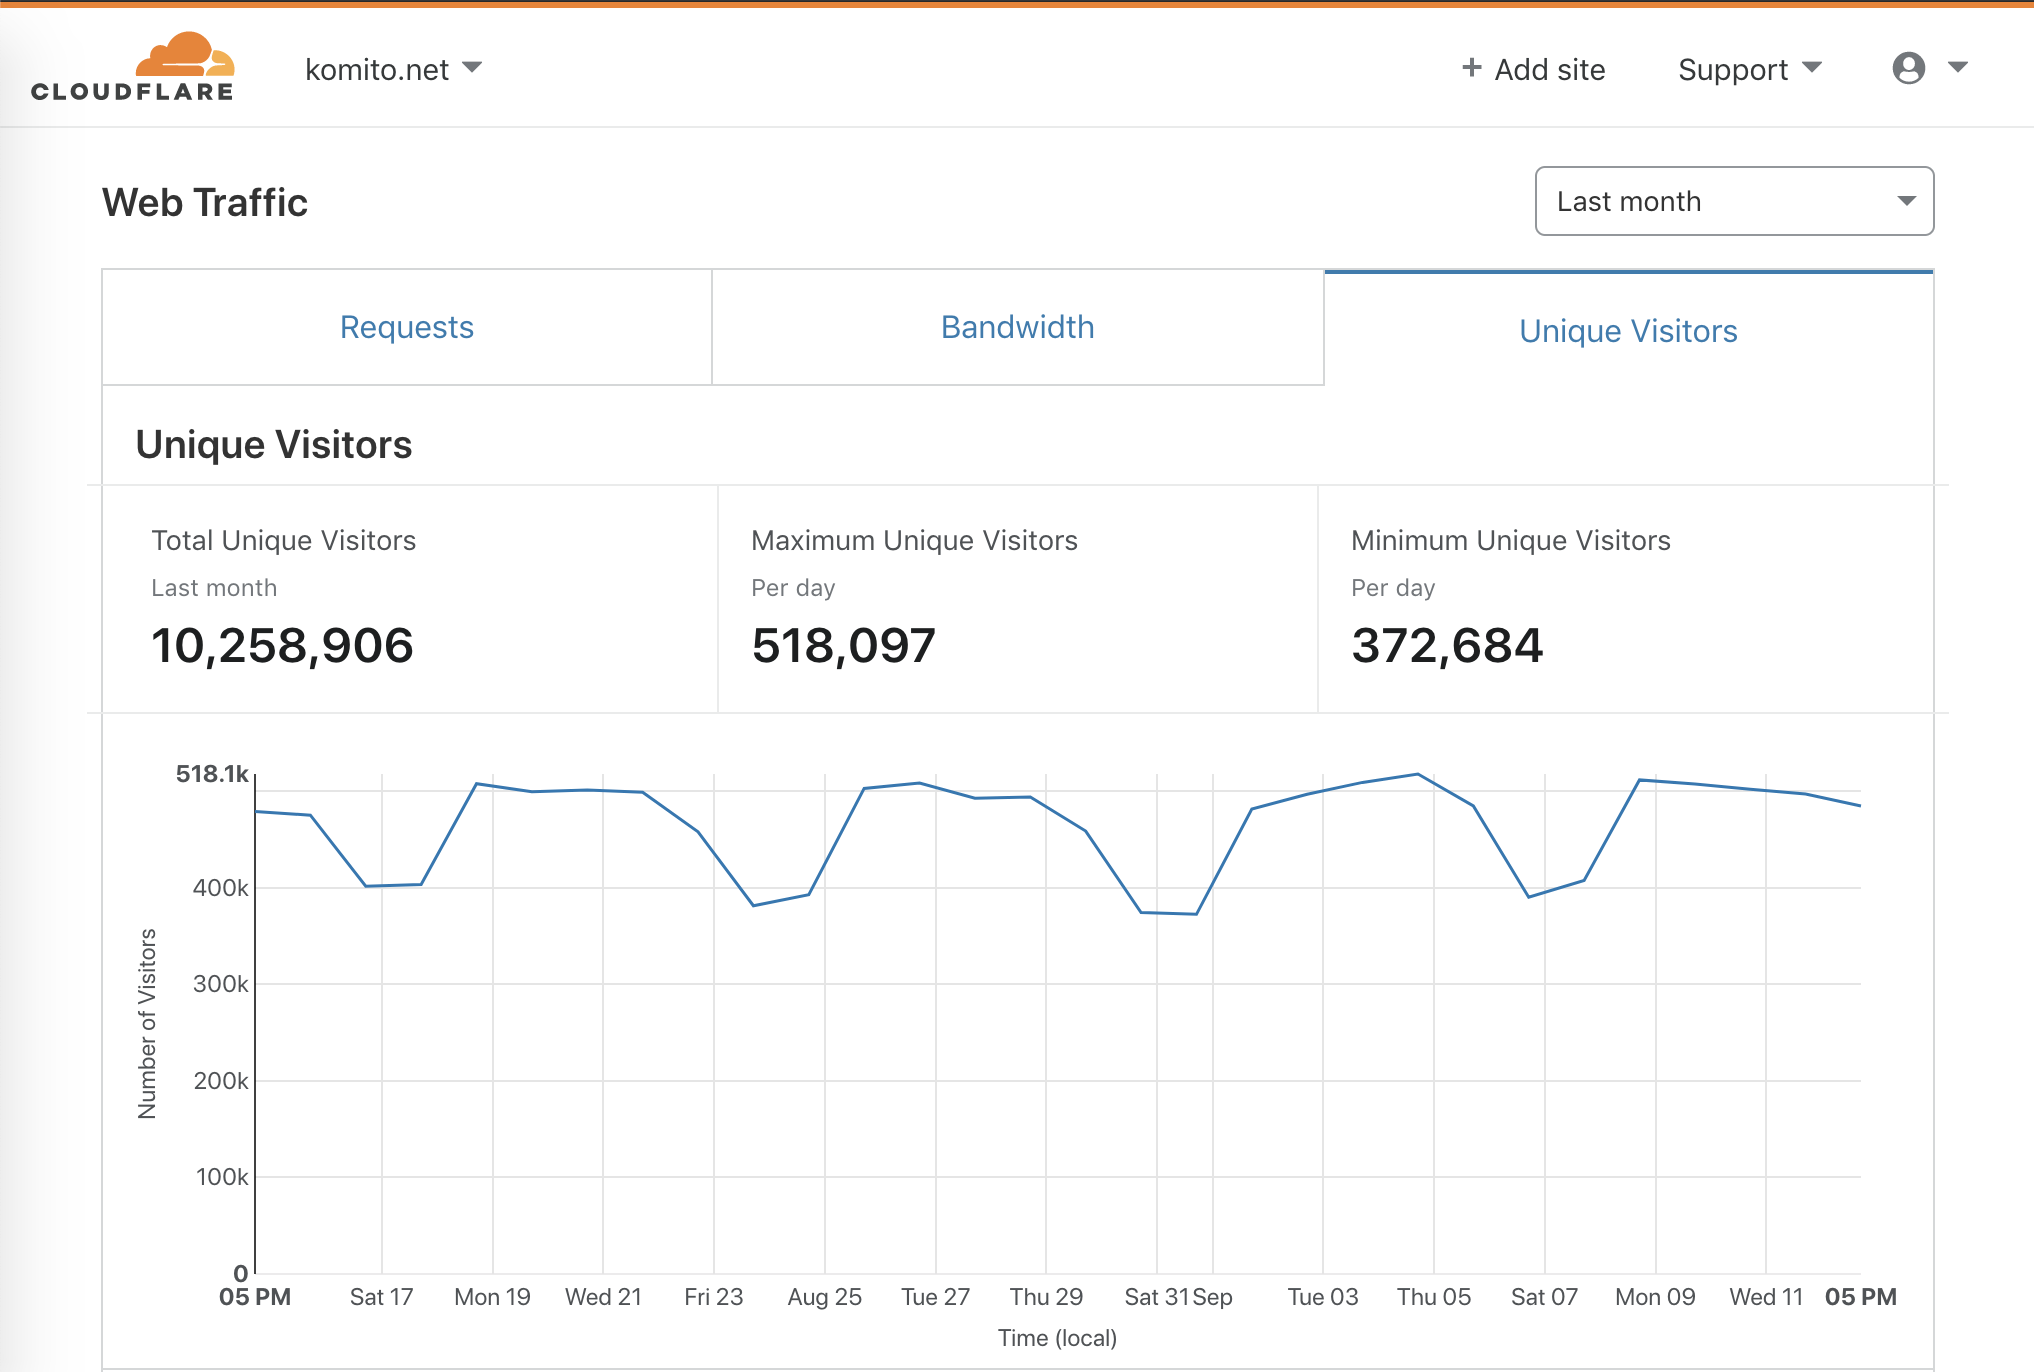 CLOUDFLARE
komito.net
+ Add site
Support
Web Traffic
Last month
Requests
Bandwidth
Unique Visitors
Unique Visitors
Total Unique Visitors
Last month
10,258,906
Maximum Unique Visitors
Per day
518,097
Minimum Unique Visitors
Per day
372,684
518.1k
400k
300k
200k
100k
0
Number of Visitors
05 PM Sat 17 Mon 19 Wed 21 Fri 23 Aug 25 Tue 27 Thu 29 Sat 31 Sep Tue 03 Thu 05 Sat 07 Mon 09 Wed 11 05 PM
Time (local)